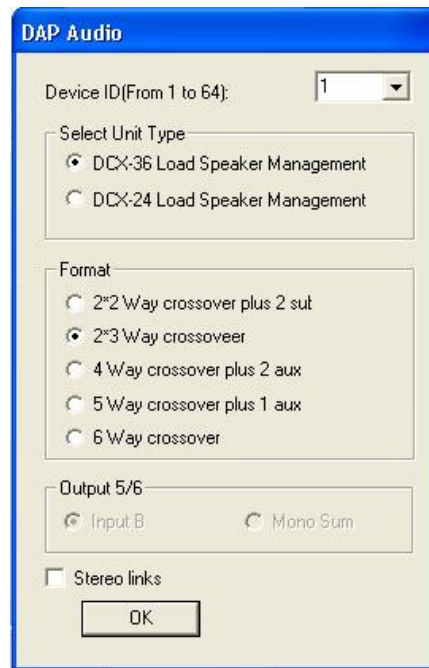 DAP Audio
Device ID(From 1 to 64):
1
Select Unit Type
DCX-36 Load Speaker Management
DCX-24 Load Speaker Management
Format
2*2 Way crossover plus 2 sub
2*3 Way crossoveer
4 Way crossover plus 2 aux
5 Way crossover plus 1 aux
6 Way crossover
Output 5/6
Input B Mono Sum
Stereo links
OK